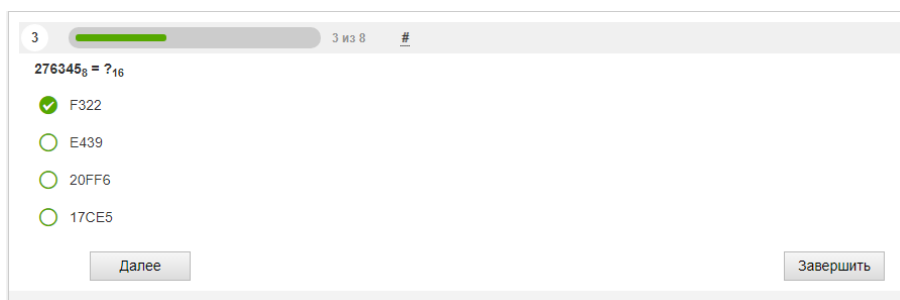 3 3 из 8 #
276345₈ = ?₁₆
F322
E439
20FF6
17CE5
Далее Завершить